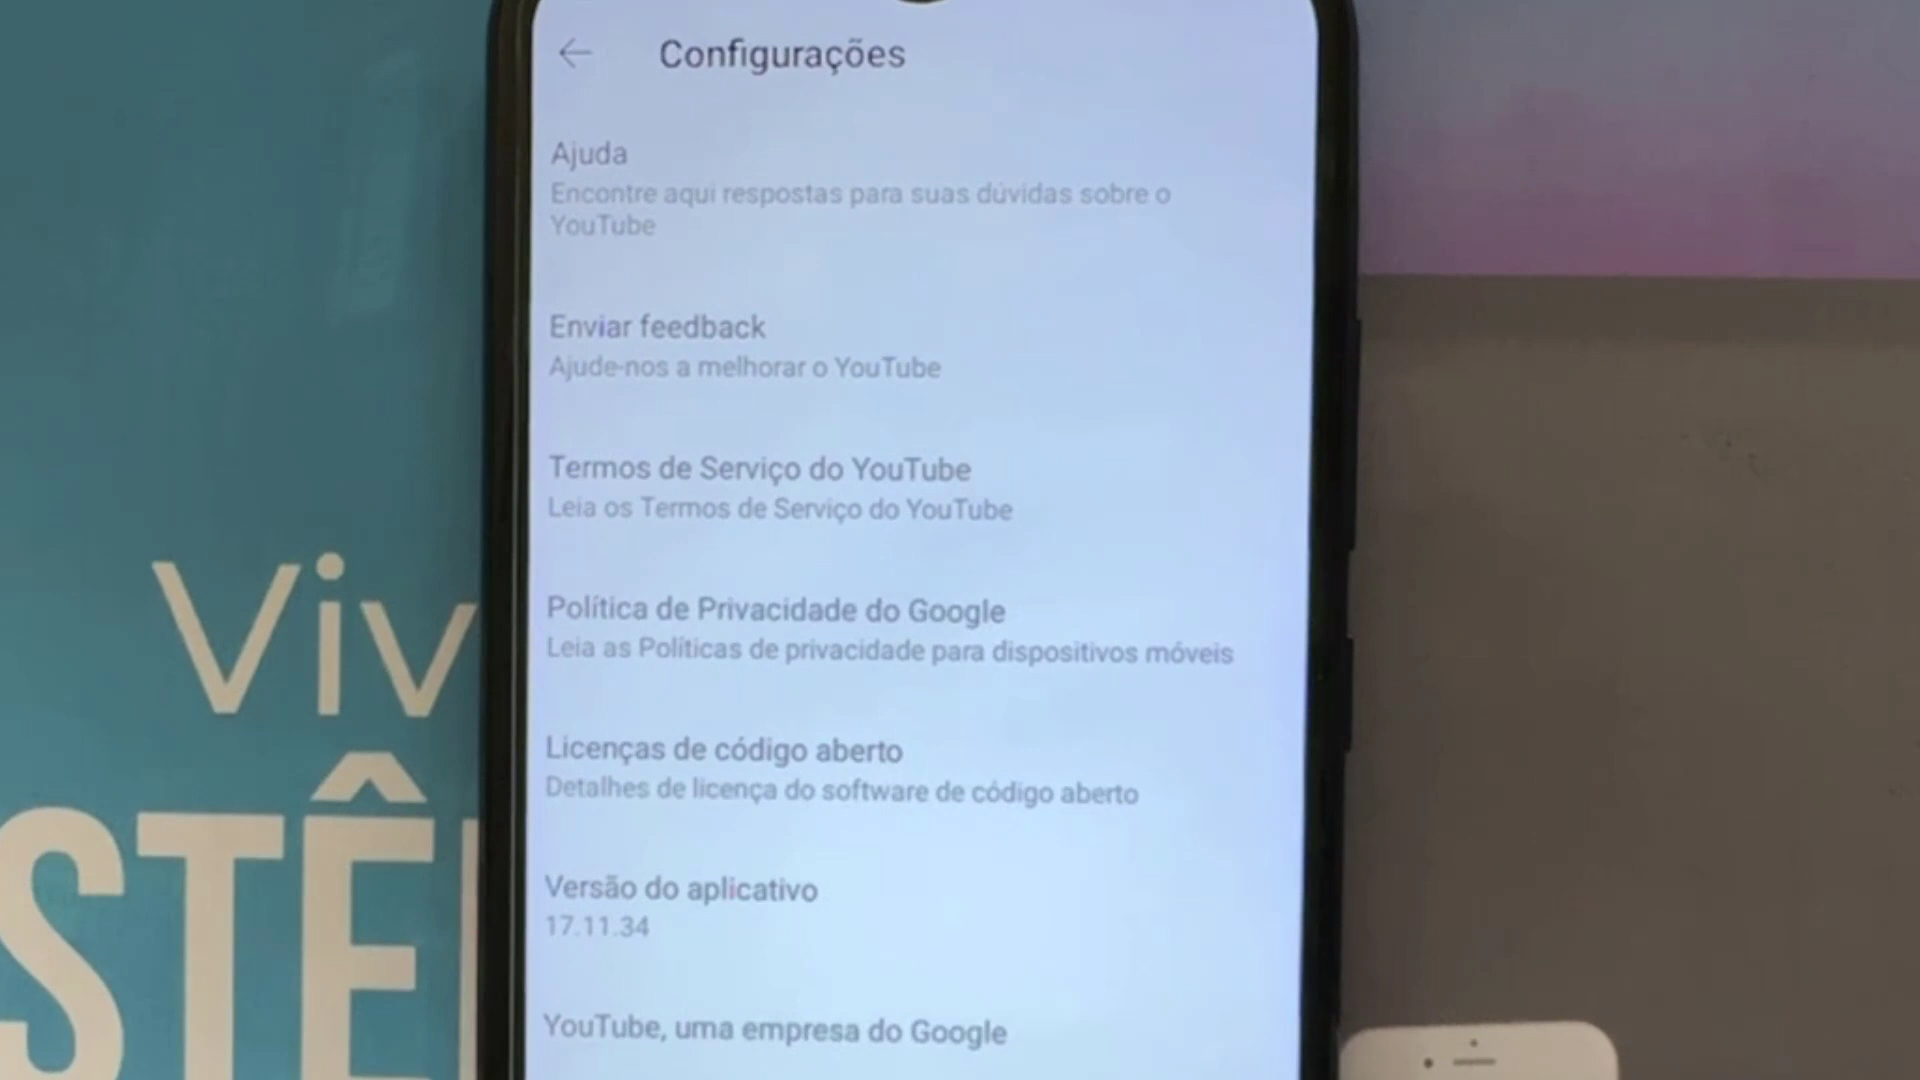 Configurações
Ajuda
Encontre aqui respostas para suas dúvidas sobre o
YouTube
Enviar feedback
Ajude-nos a melhorar o YouTube
Termos de Serviço do YouTube
Leia os Termos de Serviço do YouTube
Política de Privacidade do Google
Leia as Políticas de privacidade para dispositivos móveis
Licenças de código aberto
Detalhes de licença do software de código aberto
Versão do aplicativo
17.11.34
YouTube, uma empresa do Google
Viv
STÊ